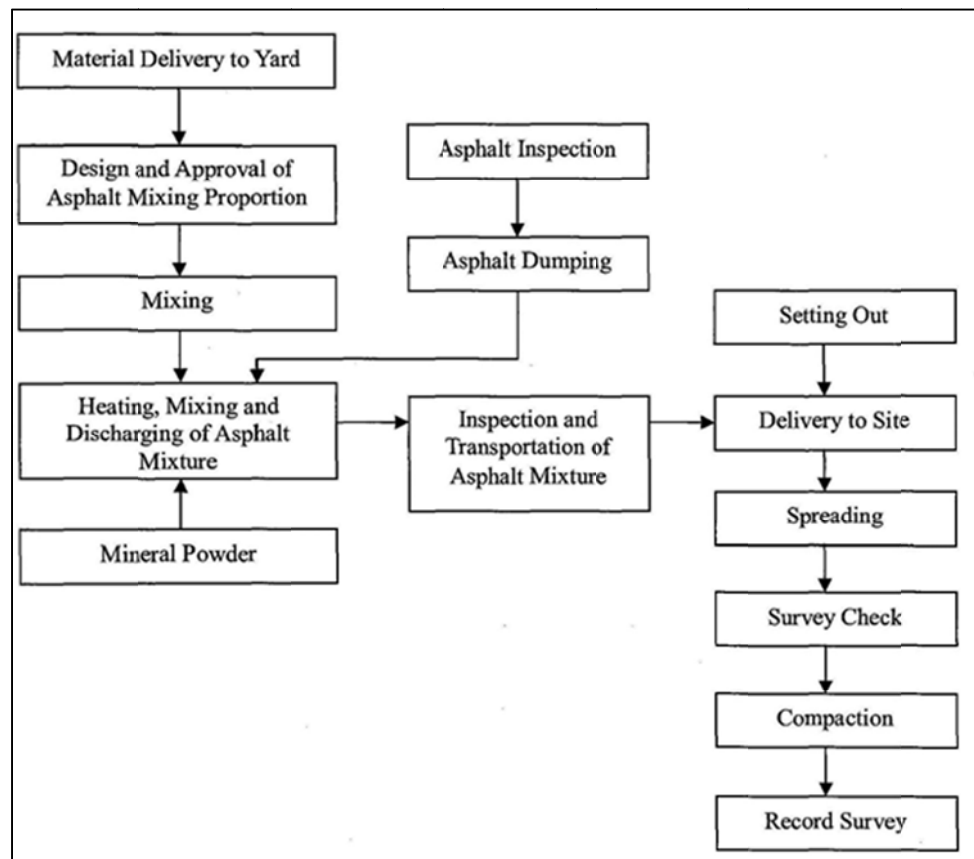 Material Delivery to Yard
Design and Approval of
Asphalt Mixing Proportion
Mixing
Heating, Mixing and
Discharging of Asphalt
Mixture
Mineral Powder
Asphalt Inspection
Asphalt Dumping
Inspection and
Transportation of
Asphalt Mixture
Setting Out
Delivery to Site
Spreading
Survey Check
Compaction
Record Survey